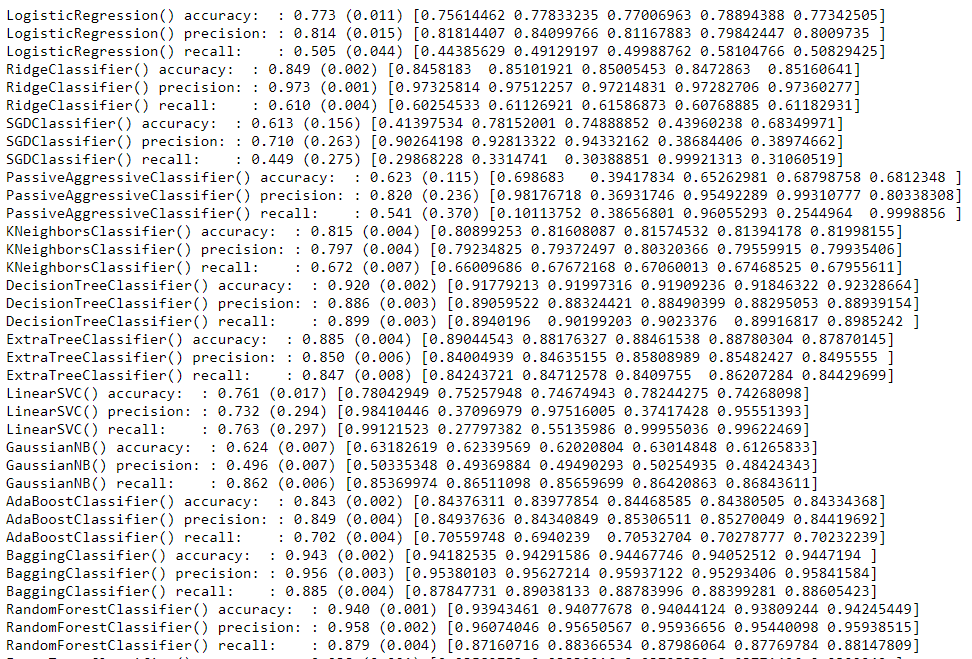 LogisticRegression() accuracy:  : 0.773 (0.011) [0.75614462 0.77833235 0.77006963 0.78894388 0.77342505]
LogisticRegression() precision: : 0.814 (0.015) [0.81814407 0.84099766 0.81167883 0.79842447 0.8009735 ]
LogisticRegression() recall:    : 0.505 (0.044) [0.44385629 0.49129197 0.49988762 0.58104766 0.50829425]
RidgeClassifier() accuracy:  : 0.849 (0.002) [0.8458183  0.85101921 0.85005453 0.8472863  0.85160641]
RidgeClassifier() precision: : 0.973 (0.001) [0.97325814 0.97512257 0.97214831 0.97282706 0.97360277]
RidgeClassifier() recall:    : 0.610 (0.004) [0.60254533 0.61126921 0.61586873 0.60768885 0.61182931]
SGDClassifier() accuracy:  : 0.613 (0.156) [0.41397534 0.78152001 0.74888852 0.43960238 0.68349971]
SGDClassifier() precision: : 0.710 (0.263) [0.90264198 0.92813322 0.94332162 0.38684406 0.38974662]
SGDClassifier() recall:    : 0.449 (0.275) [0.29868228 0.3314741  0.30388851 0.99921313 0.31060519]
PassiveAggressiveClassifier() accuracy:  : 0.623 (0.115) [0.698683   0.39417834 0.65262981 0.68798758 0.6812348 ]
PassiveAggressiveClassifier() precision: : 0.820 (0.236) [0.98176718 0.36931746 0.95492289 0.99310777 0.80338308]
PassiveAggressiveClassifier() recall:    : 0.541 (0.370) [0.10113752 0.38656801 0.96055293 0.2544964  0.9998856 ]
KNeighborsClassifier() accuracy:  : 0.815 (0.004) [0.80899253 0.81608087 0.81574532 0.81394178 0.81998155]
KNeighborsClassifier() precision: : 0.797 (0.004) [0.79234825 0.79372497 0.80320366 0.79559915 0.79935406]
KNeighborsClassifier() recall:    : 0.672 (0.007) [0.66009686 0.67672168 0.67060013 0.67468525 0.67955611]
DecisionTreeClassifier() accuracy:  : 0.920 (0.002) [0.91779213 0.91997316 0.91909236 0.91846322 0.92328664]
DecisionTreeClassifier() precision: : 0.886 (0.003) [0.89059522 0.88324421 0.88490399 0.88295053 0.88939154]
DecisionTreeClassifier() recall:    : 0.899 (0.003) [0.8940196  0.90199203 0.9023376  0.89916817 0.8985242 ]
ExtraTreeClassifier() accuracy:  : 0.885 (0.004) [0.89044543 0.88176327 0.88461538 0.88780304 0.87870145]
ExtraTreeClassifier() precision: : 0.850 (0.006) [0.84004939 0.84635155 0.85808989 0.85482427 0.8495555 ]
ExtraTreeClassifier() recall:    : 0.847 (0.008) [0.84243721 0.84712578 0.8409755  0.86207284 0.84429699]
LinearSVC() accuracy:  : 0.761 (0.017) [0.78042949 0.75257948 0.74674943 0.78244275 0.74268098]
LinearSVC() precision: : 0.732 (0.294) [0.98410446 0.37096979 0.97516005 0.37417428 0.95551393]
LinearSVC() recall:    : 0.763 (0.297) [0.99121523 0.27797382 0.55135986 0.99955036 0.99622469]
GaussianNB() accuracy:  : 0.624 (0.007) [0.63182619 0.62339569 0.62020804 0.63014848 0.61265833]
GaussianNB() precision: : 0.496 (0.007) [0.50335348 0.49369884 0.49490293 0.50254935 0.48424343]
GaussianNB() recall:    : 0.862 (0.006) [0.85369974 0.86511098 0.85659699 0.86420863 0.86843611]
AdaBoostClassifier() accuracy:  : 0.843 (0.002) [0.84376311 0.83977854 0.84468585 0.84380505 0.84334368]
AdaBoostClassifier() precision: : 0.849 (0.004) [0.84937636 0.84340849 0.85306511 0.85270049 0.84419692]
AdaBoostClassifier() recall:    : 0.702 (0.004) [0.70559748 0.6940239  0.70532704 0.70278777 0.70232239]
BaggingClassifier() accuracy:  : 0.943 (0.002) [0.94182535 0.94291586 0.94467746 0.94052512 0.9447194 ]
BaggingClassifier() precision: : 0.956 (0.003) [0.95380103 0.95627214 0.95937122 0.95293406 0.95841584]
BaggingClassifier() recall:    : 0.885 (0.004) [0.87847731 0.89038133 0.88783996 0.88399281 0.88605423]
RandomForestClassifier() accuracy:  : 0.940 (0.001) [0.93943461 0.94077678 0.94044124 0.93809244 0.94245449]
RandomForestClassifier() precision: : 0.958 (0.002) [0.96074046 0.95650567 0.95936656 0.95440098 0.95938515]
RandomForestClassifier() recall:    : 0.879 (0.004) [0.87160716 0.88366534 0.87986064 0.87769784 0.88147809]